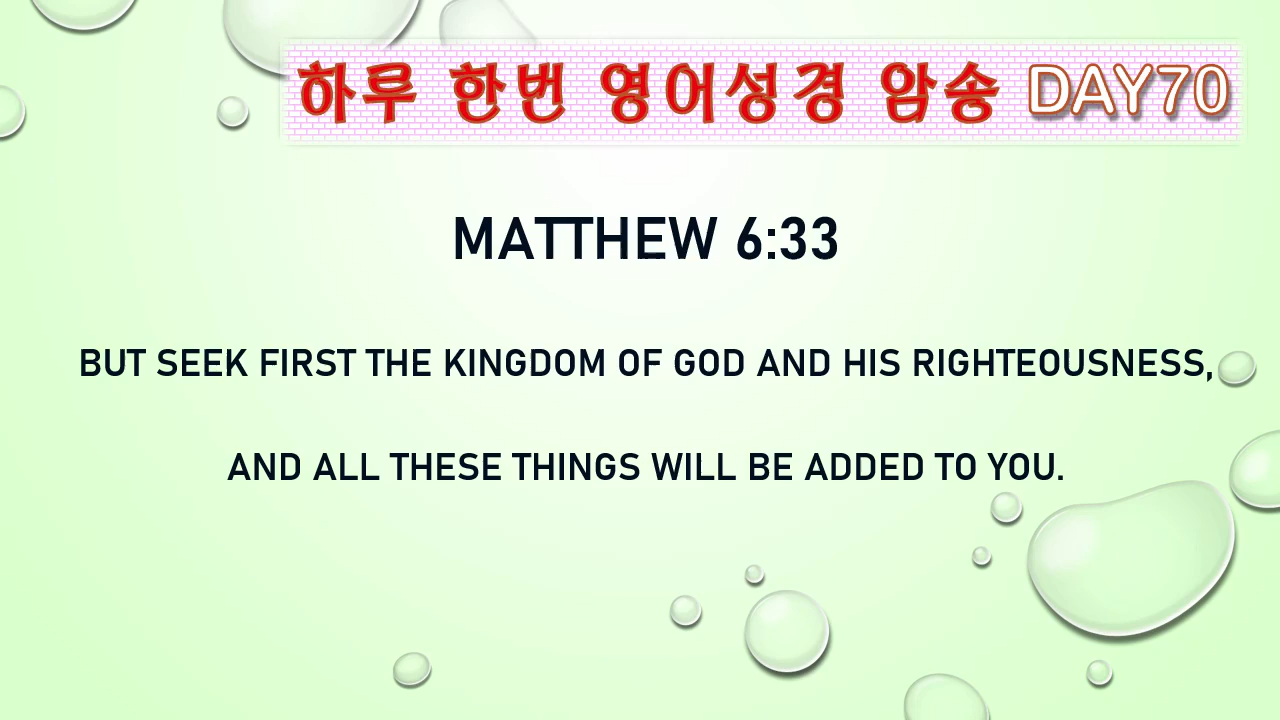 하루 한번 영어성경 암송 DAY70
MATTHEW 6:33
BUT SEEK FIRST THE KINGDOM OF GOD AND HIS RIGHTEOUSNESS,
AND ALL THESE THINGS WILL BE ADDED TO YOU.